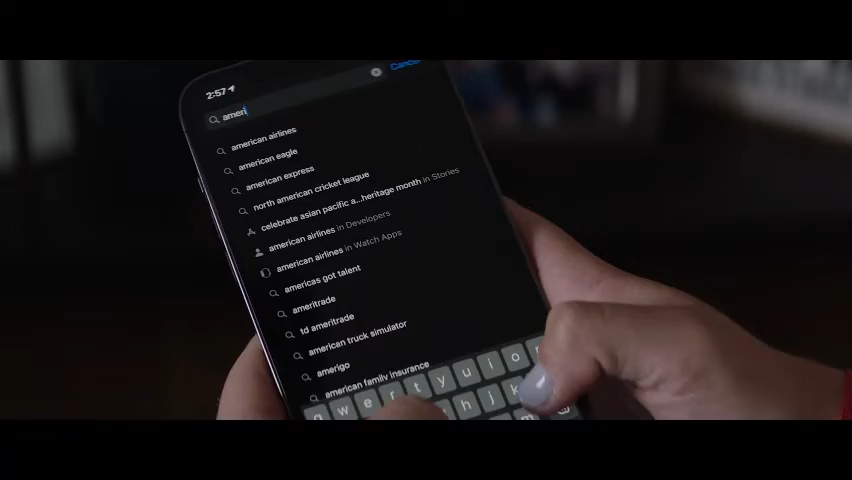 2:57
Cancel
ameri
american airlines
american eagle
american express
north american cricket league
celebrate asian pacific a...heritage month in Stories
american airlines in Developers
american airlines in Watch Apps
americas got talent
ameritrade
td ameritrade
american truck simulator
amerigo
american family insurance
q w e r t y u i o
h j k
m